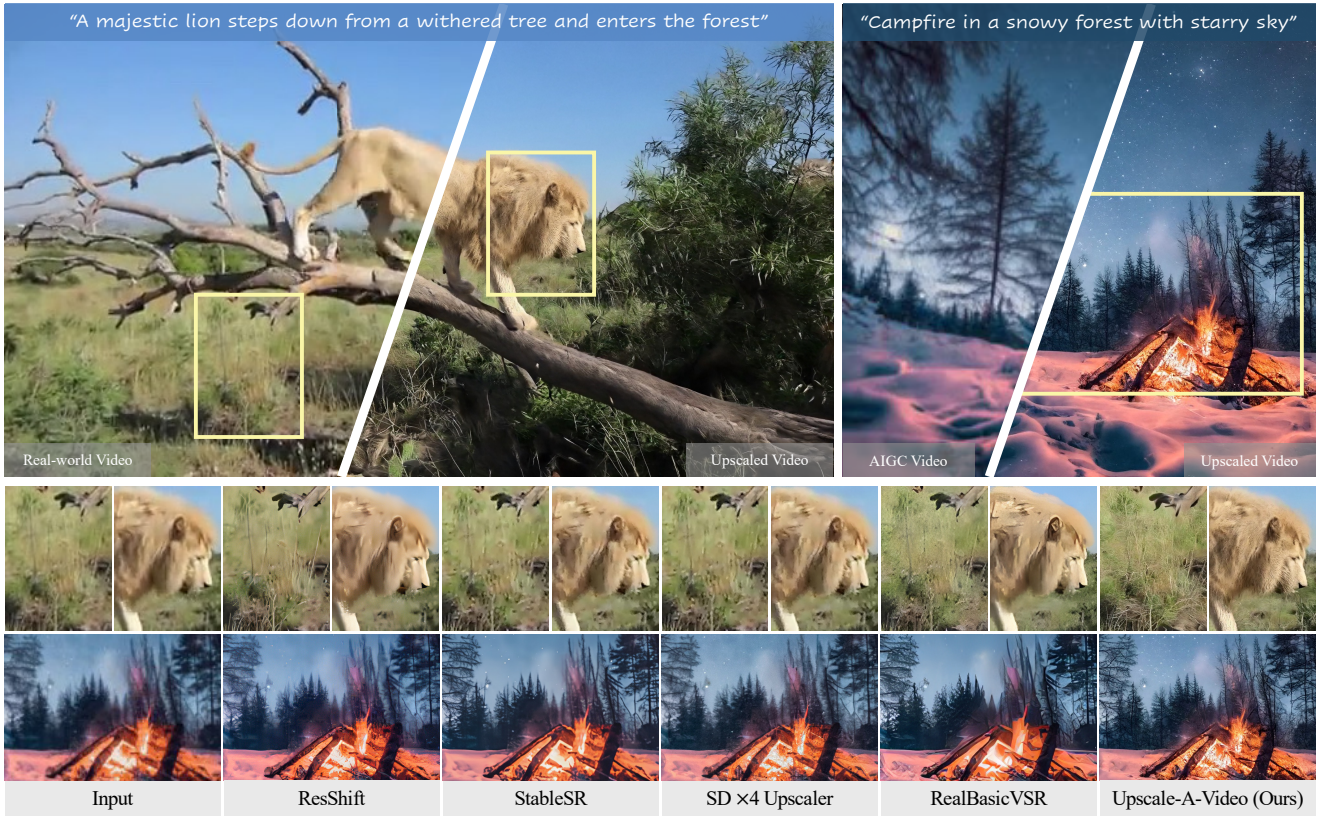 “A majestic lion steps down from a withered tree and enters the forest”
“Campfire in a snowy forest with starry sky”
Real-world Video
Upscaled Video
AIGC Video
Upscaled Video
Input
ResShift
StableSR
SD ×4 Upscaler
RealBasicVSR
Upscale-A-Video (Ours)